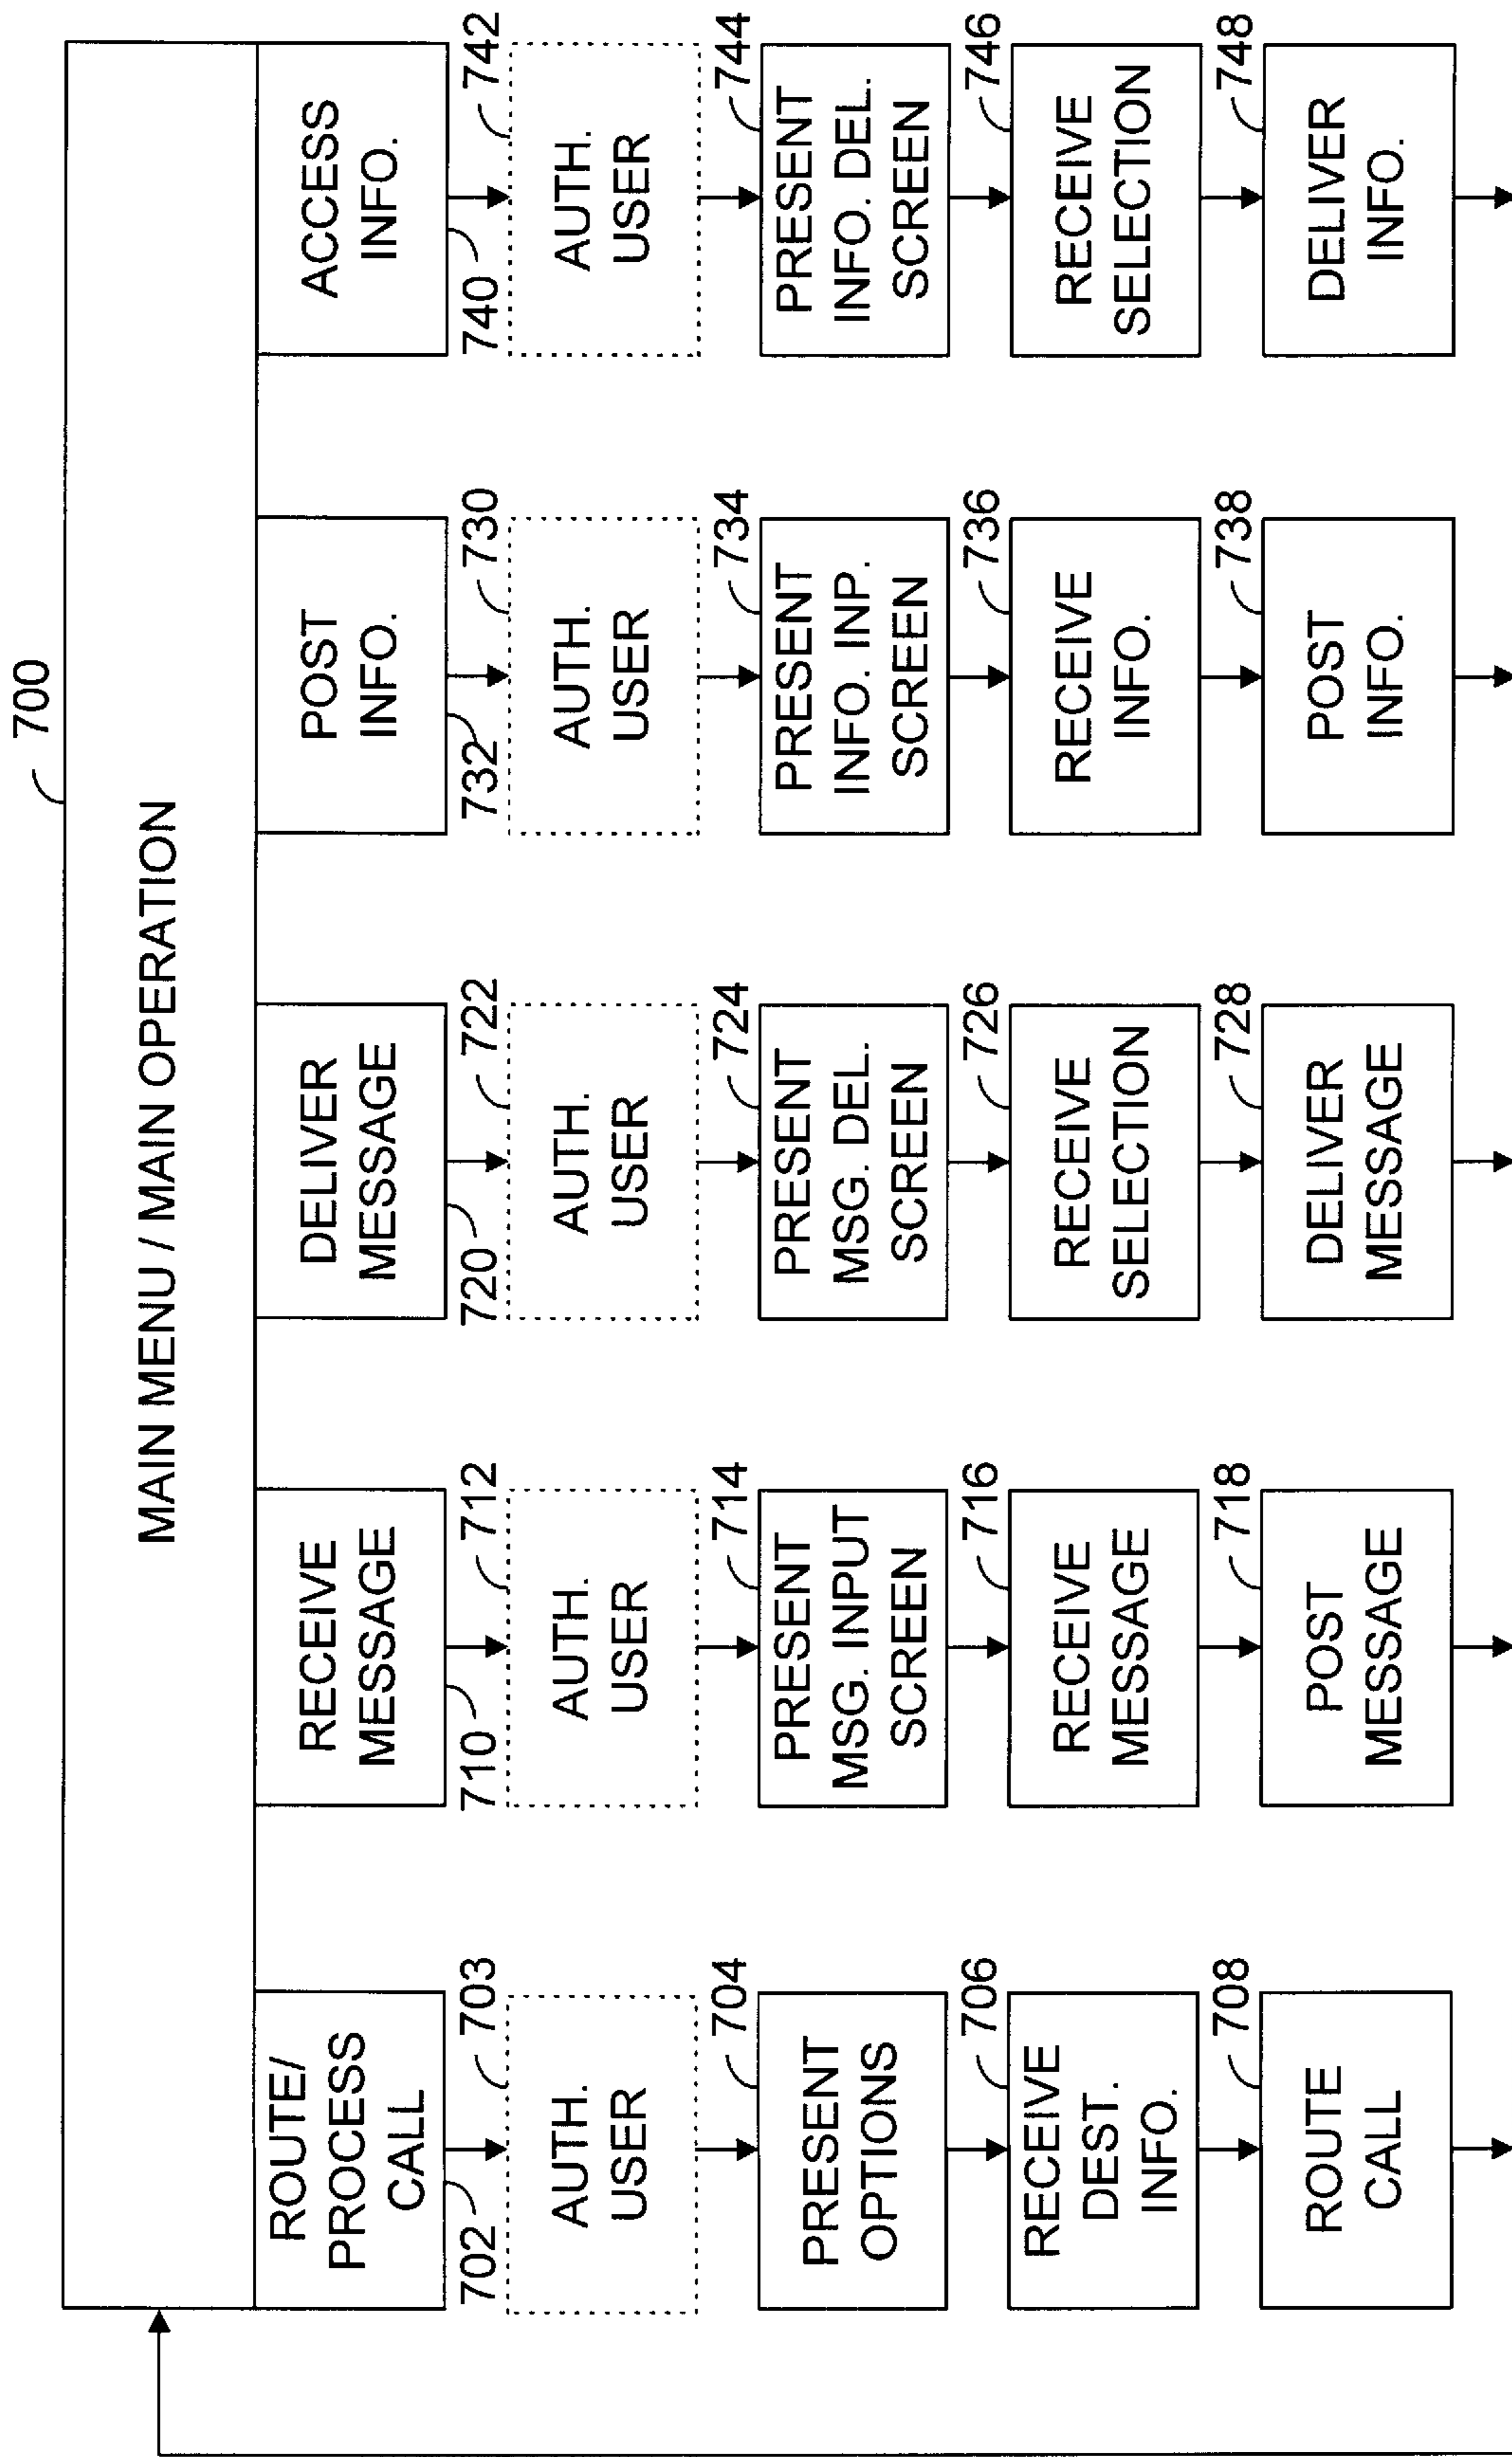 700
MAIN MENU / MAIN OPERATION
ROUTE/
PROCESS
CALL
702
703
AUTH.
USER
704
PRESENT
OPTIONS
706
RECEIVE
DEST.
INFO.
708
ROUTE
CALL
RECEIVE
MESSAGE
710
712
AUTH.
USER
714
PRESENT
MSG. INPUT
SCREEN
716
RECEIVE
MESSAGE
718
POST
MESSAGE
DELIVER
MESSAGE
720
722
AUTH.
USER
724
PRESENT
MSG. DEL.
SCREEN
726
RECEIVE
SELECTION
728
DELIVER
MESSAGE
POST
INFO.
732
730
AUTH.
USER
734
PRESENT
INFO. INP.
SCREEN
736
RECEIVE
INFO.
738
POST
INFO.
ACCESS
INFO.
740
742
AUTH.
USER
744
PRESENT
INFO. DEL.
SCREEN
746
RECEIVE
SELECTION
748
DELIVER
INFO.